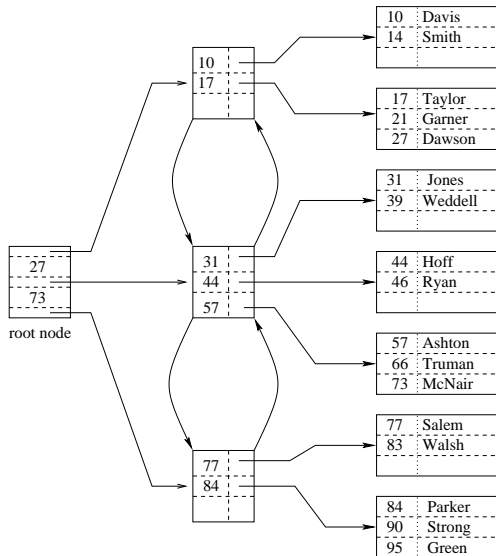 27
73
root node
10
17
31
44
57
77
84
10 Davis
14 Smith
17 Taylor
21 Garner
27 Dawson
31 Jones
39 Weddell
44 Hoff
46 Ryan
57 Ashton
66 Truman
73 McNair
77 Salem
83 Walsh
84 Parker
90 Strong
95 Green